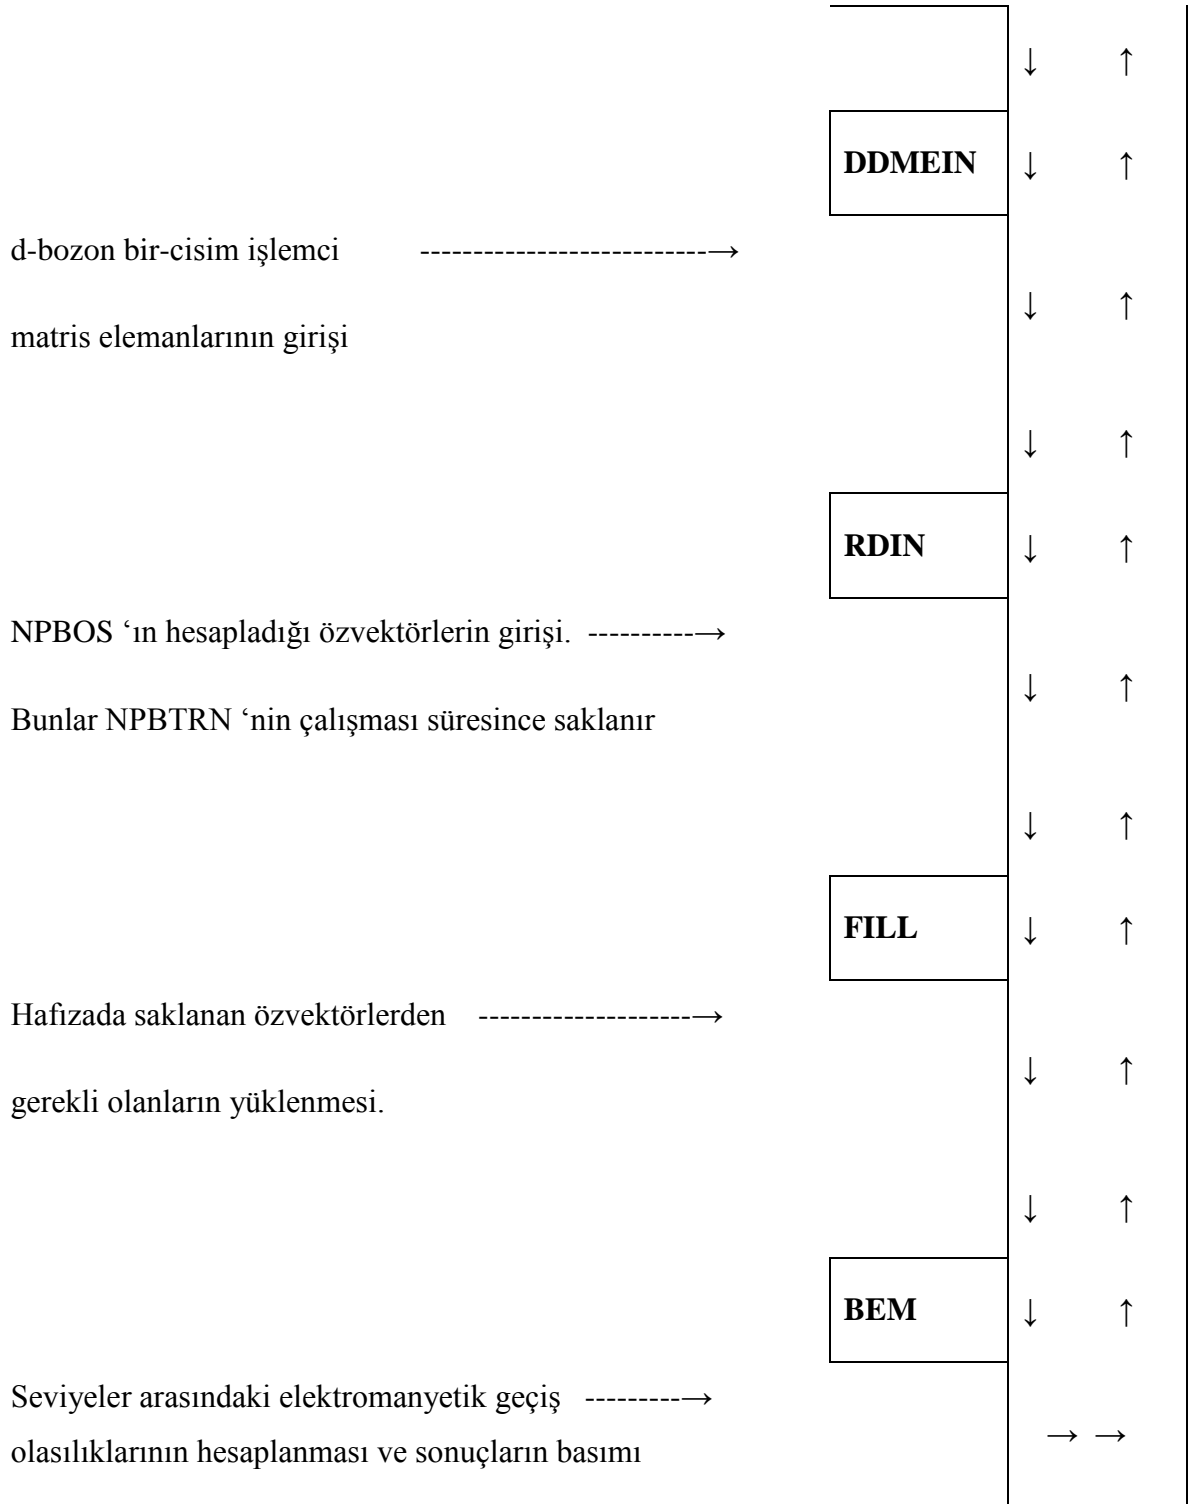 ↓ ↑
DDMEIN ↓ ↑
d-bozon bir-cisim işlemci ---------------------------→
↓ ↑
matris elemanlarının girişi
↓ ↑
RDIN ↓ ↑
NPBOS ‘ın hesapladığı özvektörlerin girişi. ----------→
↓ ↑
Bunlar NPBTRN ‘nin çalışması süresince saklanır
↓ ↑
FILL ↓ ↑
Hafızada saklanan özvektörlerden --------------------→
↓ ↑
gerekli olanların yüklenmesi.
↓ ↑
BEM ↓ ↑
Seviyeler arasındaki elektromanyetik geçiş ---------→
→ →
olasılıklarının hesaplanması ve sonuçların basımı